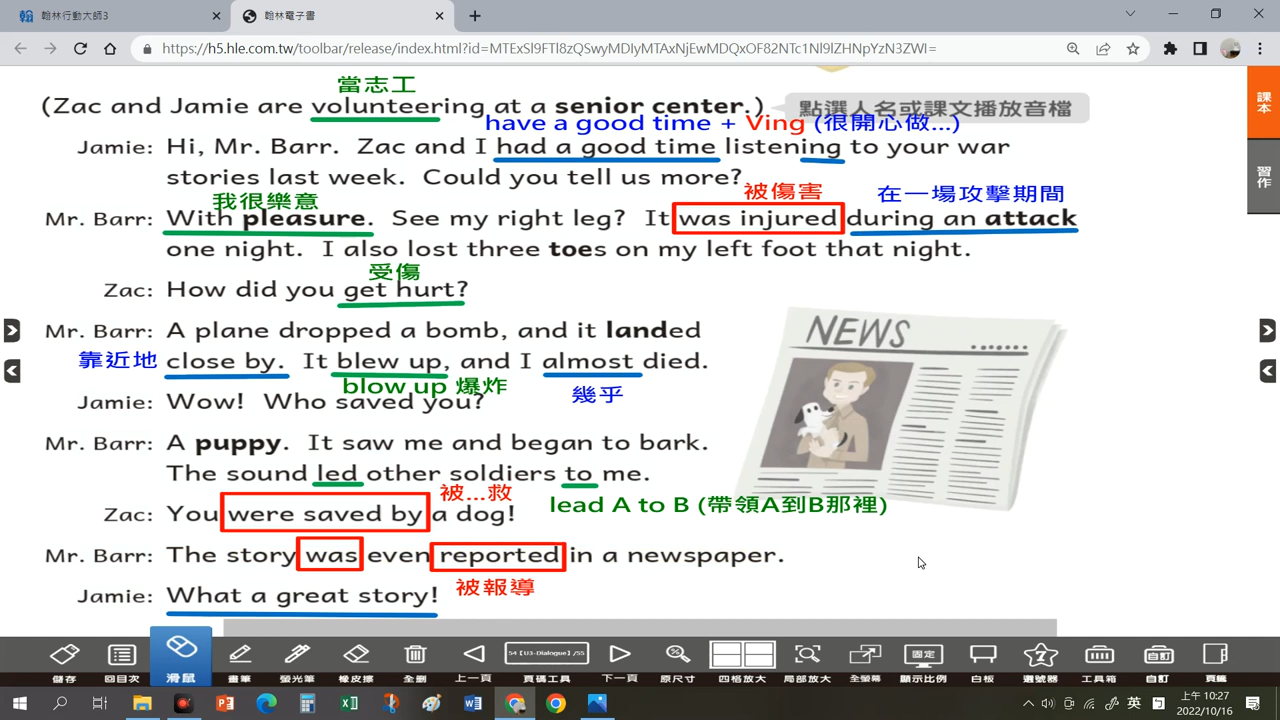 翰林行動大師3
翰林電子書
https://h5.hle.com.tw/toolbar/release/index.html?id=
當志工
(Zac and Jamie are volunteering at a senior center.)
點選人名或課文播放音檔
have a good time + Ving (很開心做...)
Jamie: Hi, Mr. Barr. Zac and I had a good time listening to your war
stories last week. Could you tell us more?
我很樂意 被傷害 在一場攻擊期間
Mr. Barr: With pleasure. See my right leg? It was injured during an attack
one night. I also lost three toes on my left foot that night.
受傷
Zac: How did you get hurt?
Mr. Barr: A plane dropped a bomb, and it landed
靠近地 close by. It blew up, and I almost died.
blow up 爆炸 幾乎
Jamie: Wow! Who saved you?
Mr. Barr: A puppy. It saw me and began to bark.
The sound led other soldiers to me.
被...救 lead A to B (帶領A到B那裡)
Zac: You were saved by a dog!
Mr. Barr: The story was even reported in a newspaper.
被報導
Jamie: What a great story!
NEWS
課本
習作
54【U3-Dialogue】/55
固定
自訂
儲存 回目次 滑鼠 畫筆 螢光筆 橡皮擦 全刪 上一頁 頁碼工具 下一頁 原尺寸 四格放大 局部放大 全螢幕 顯示比例 白板 選號器 工具箱 自訂 頁籤
英
上午 10:27
2022/10/16